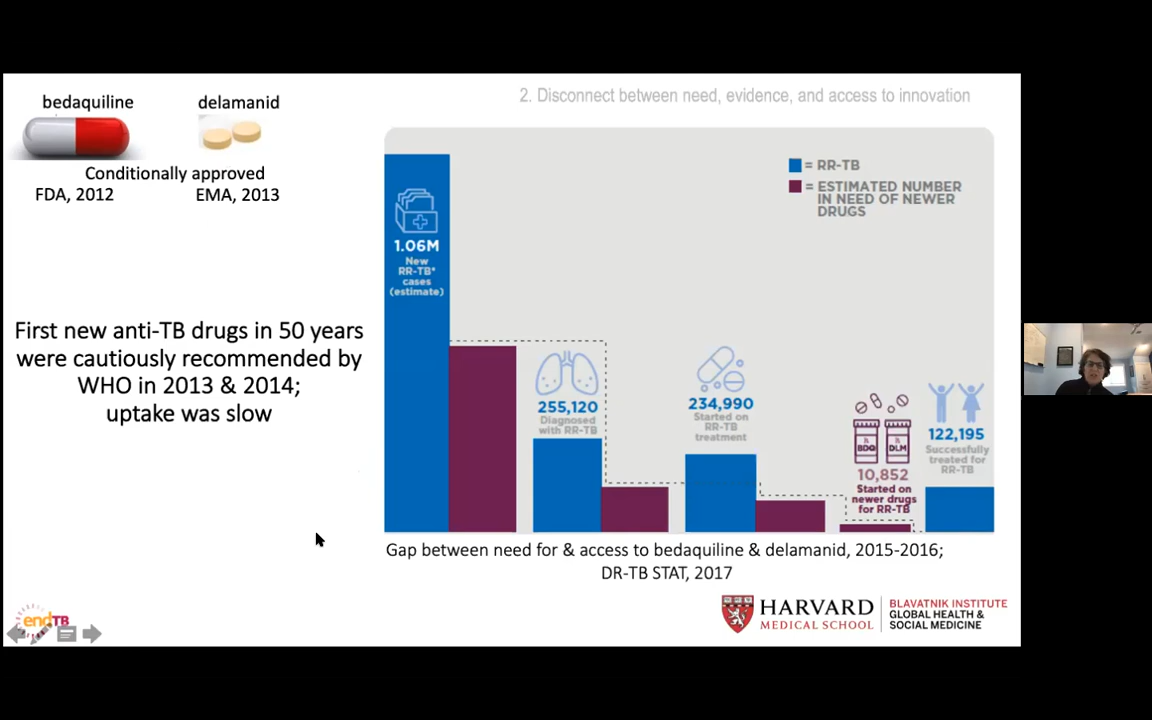 bedaquiline
delamanid
Conditionally approved
FDA, 2012
EMA, 2013
First new anti-TB drugs in 50 years
were cautiously recommended by
WHO in 2013 & 2014;
uptake was slow
2. Disconnect between need, evidence, and access to innovation
= RR-TB
= ESTIMATED NUMBER
IN NEED OF NEWER
DRUGS
1.06M
New
RR-TB*
cases
(estimate)
255,120
Diagnosed
with RR-TB
234,990
Started on
RR-TB
treatment
BDQ
DLM
10,852
Started on
newer drugs
for RR-TB
122,195
Successfully
treated for
RR-TB
Gap between need for & access to bedaquiline & delamanid, 2015-2016;
DR-TB STAT, 2017
endTB
HARVARD
MEDICAL SCHOOL
BLAVATNIK INSTITUTE
GLOBAL HEALTH &
SOCIAL MEDICINE